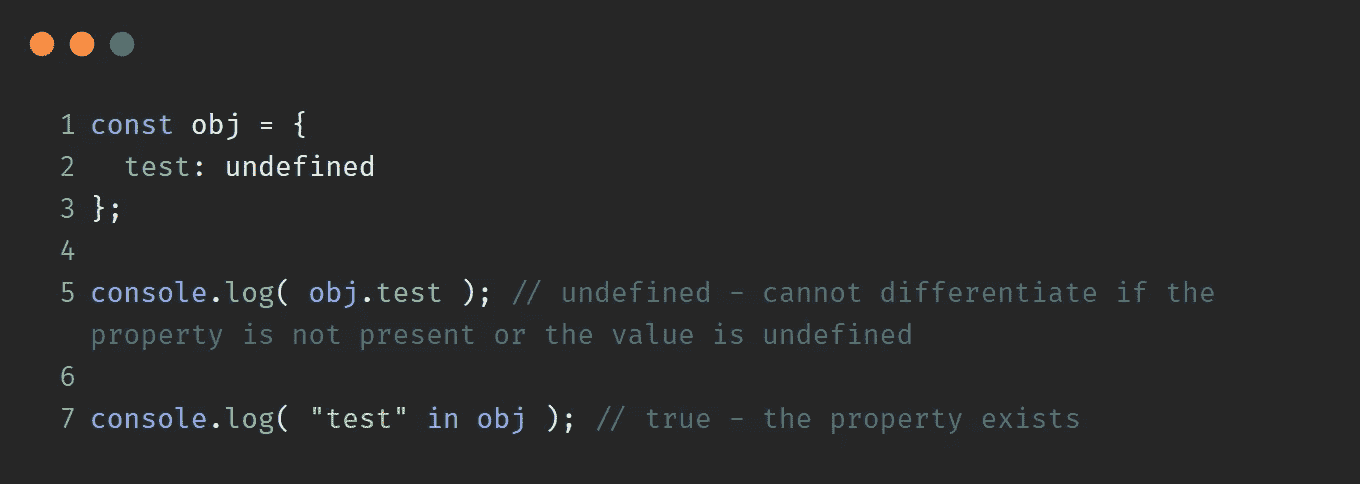 1 const obj = {
2   test: undefined
3 };
4
5 console.log( obj.test ); // undefined - cannot differentiate if the
property is not present or the value is undefined
6
7 console.log( "test" in obj ); // true - the property exists